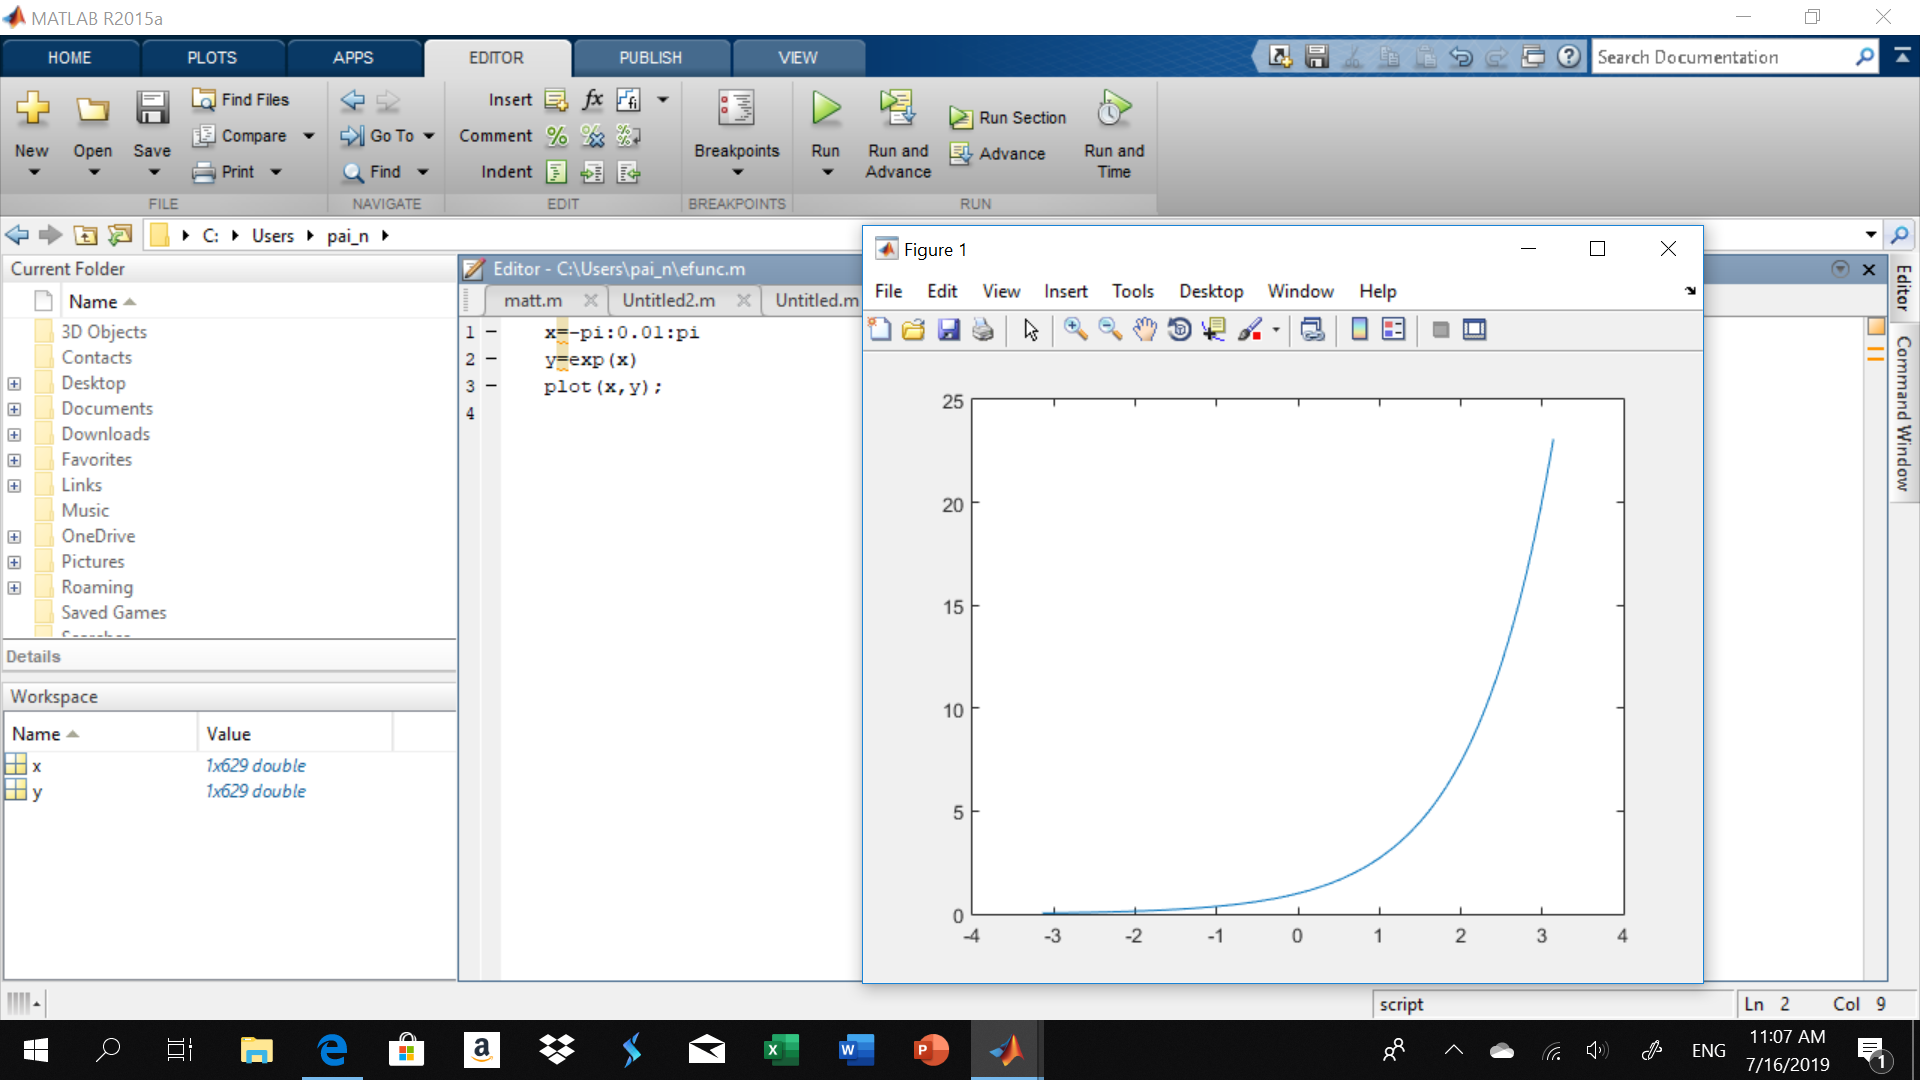 MATLAB R2015a
HOME PLOTS APPS EDITOR PUBLISH VIEW
Search Documentation
New Open Save Find Files Compare Print
FILE
Go To Find
NAVIGATE
Insert fx
Comment
Indent
EDIT
Breakpoints
BREAKPOINTS
Run Run and Advance Run Section Advance Run and Time
RUN
C: Users pai_n
Current Folder
Name
3D Objects
Contacts
Desktop
Documents
Downloads
Favorites
Links
Music
OneDrive
Pictures
Roaming
Saved Games
Details
Workspace
Name Value
x 1x629 double
y 1x629 double
Editor - C:\Users\pai_n\efunc.m
matt.m Untitled2.m Untitled.m
1 x=-pi:0.01:pi
2 y=exp(x)
3 plot(x,y);
4
Figure 1
File Edit View Insert Tools Desktop Window Help
25
20
15
10
5
0
-4 -3 -2 -1 0 1 2 3 4
Editor
Command Window
script
Ln 2 Col 9
ENG
11:07 AM
7/16/2019
1